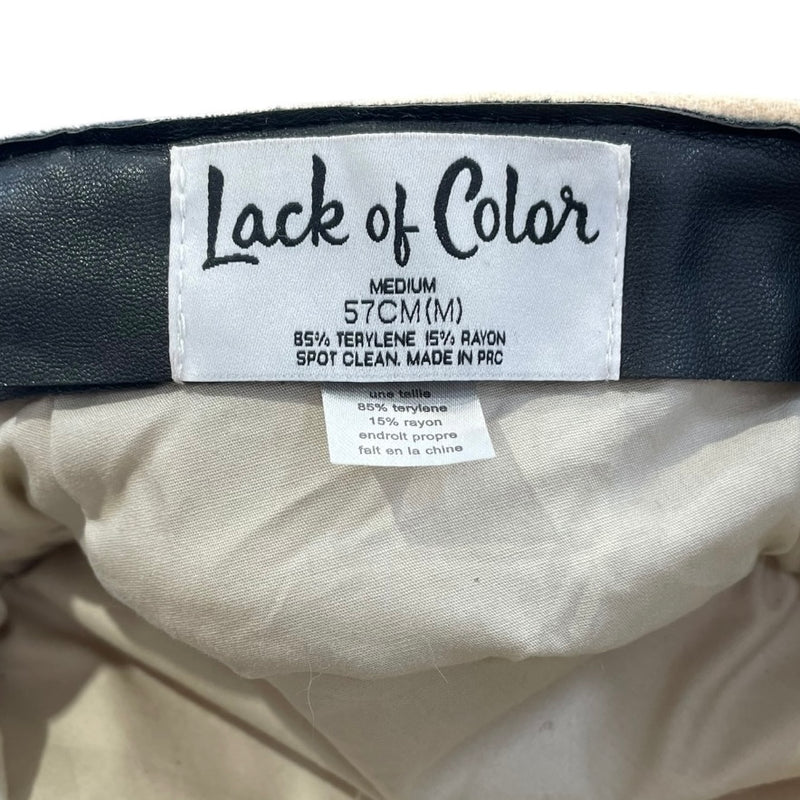 Lack of Color
MEDIUM
57CM(M)
85% TERYLENE 15% RAYON
SPOT CLEAN. MADE IN PRC
une taille
85% terylene
15% rayon
endroit propre
fait en la chine